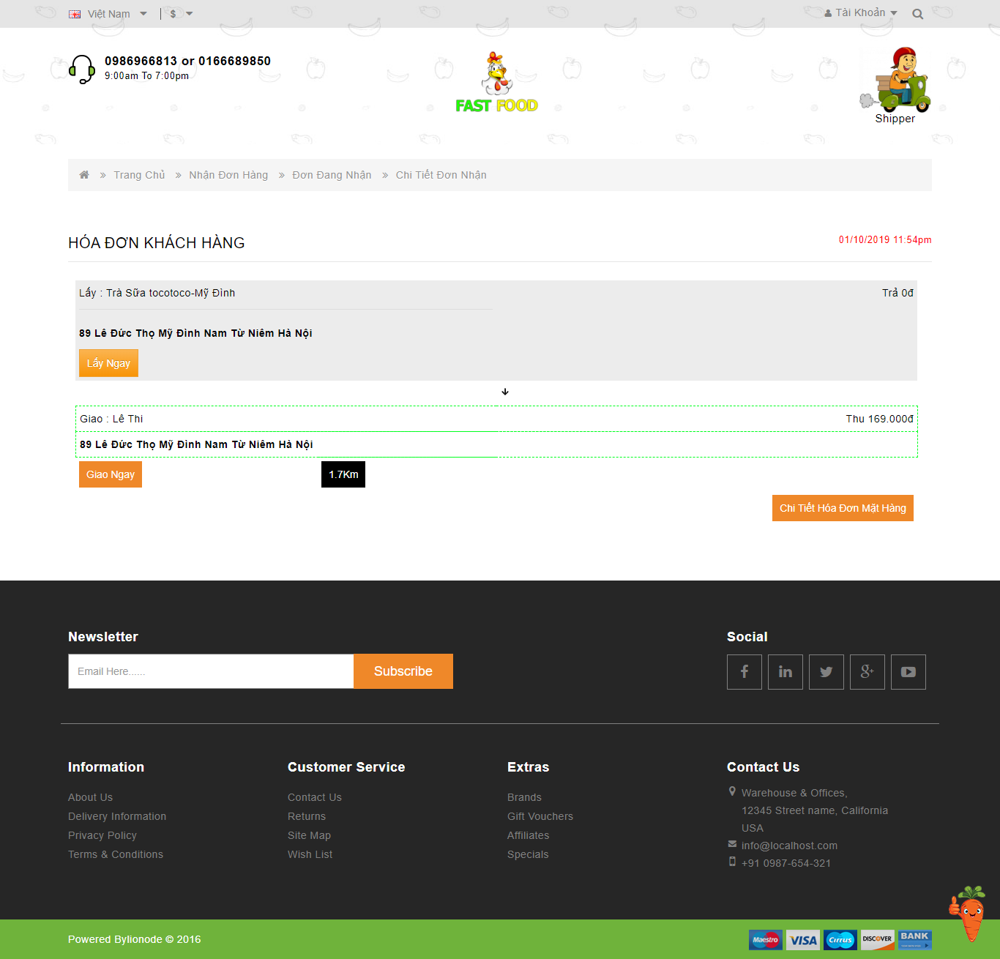 Việt Nam | $
Tài Khoản
0986966813 or 0166689850
9:00am To 7:00pm
FAST FOOD
Shipper
» Trang Chủ » Nhận Đơn Hàng » Đơn Đang Nhận » Chi Tiết Đơn Nhận
HÓA ĐƠN KHÁCH HÀNG
01/10/2019 11:54pm
Lấy : Trà Sữa tocotoco-Mỹ Đình
Trả 0đ
89 Lê Đức Thọ Mỹ Đình Nam Từ Niêm Hà Nội
Lấy Ngay
Giao : Lê Thi
Thu 169.000đ
89 Lê Đức Thọ Mỹ Đình Nam Từ Niêm Hà Nội
Giao Ngay
1.7Km
Chi Tiết Hóa Đơn Mặt Hàng
Newsletter
Email Here......
Subscribe
Social
Information
About Us
Delivery Information
Privacy Policy
Terms & Conditions
Customer Service
Contact Us
Returns
Site Map
Wish List
Extras
Brands
Gift Vouchers
Affiliates
Specials
Contact Us
Warehouse & Offices,
12345 Street name, California
USA
info@localhost.com
+91 0987-654-321
Powered Bylionode © 2016
Maestro
VISA
Cirrus
DISCOVER
BANK